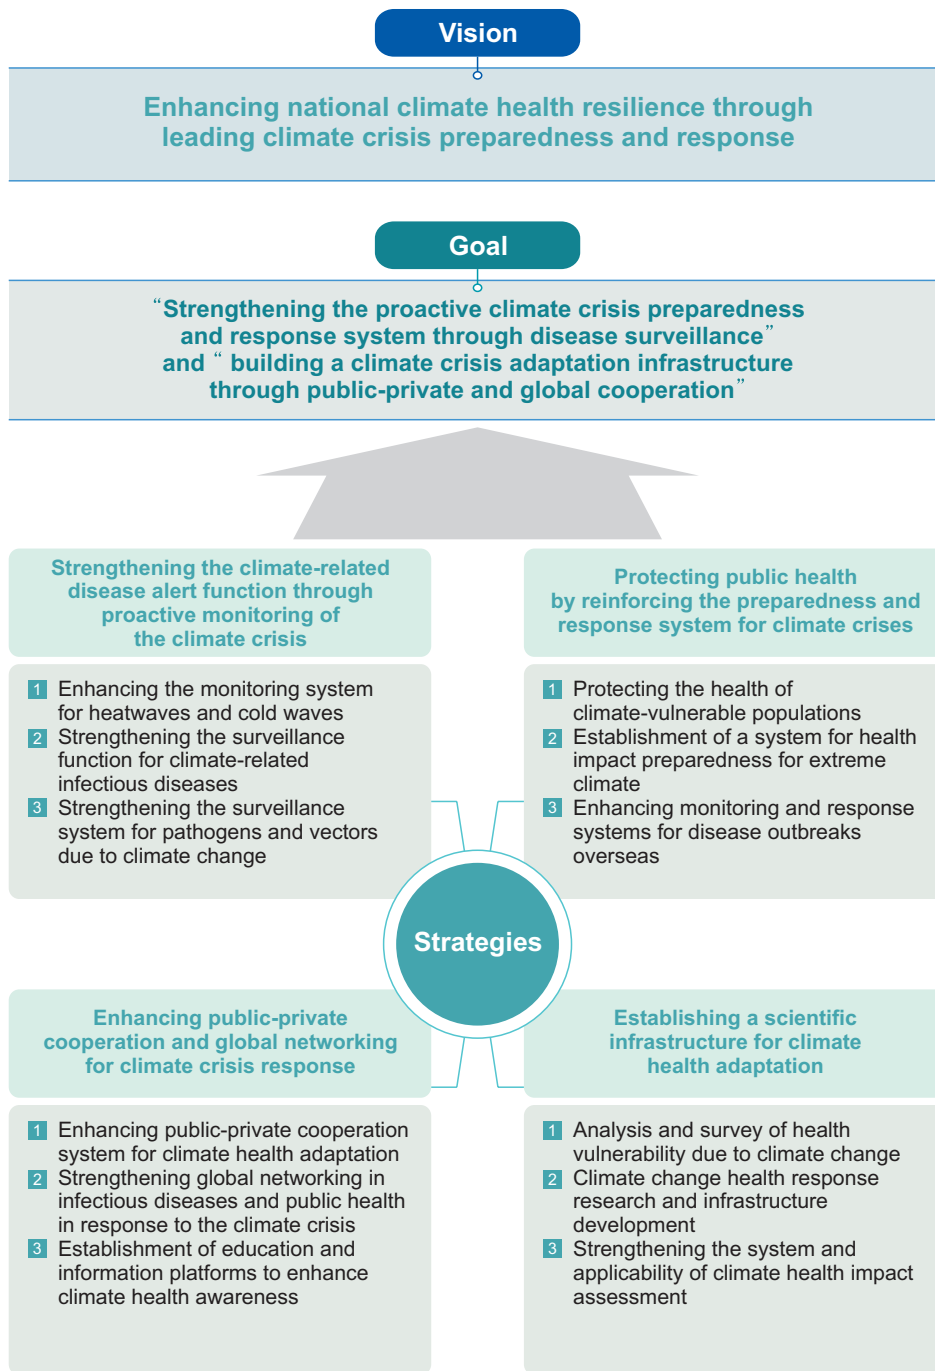 Vision
Enhancing national climate health resilience through
leading climate crisis preparedness and response
Goal
“Strengthening the proactive climate crisis preparedness
and response system through disease surveillance”
and “ building a climate crisis adaptation infrastructure
through public-private and global cooperation”
Strengthening the climate-related
disease alert function through
proactive monitoring of
the climate crisis
1 Enhancing the monitoring system
for heatwaves and cold waves
2 Strengthening the surveillance
function for climate-related
infectious diseases
3 Strengthening the surveillance
system for pathogens and vectors
due to climate change
Protecting public health
by reinforcing the preparedness and
response system for climate crises
1 Protecting the health of
climate-vulnerable populations
2 Establishment of a system for health
impact preparedness for extreme
climate
3 Enhancing monitoring and response
systems for disease outbreaks
overseas
Strategies
Enhancing public-private
cooperation and global networking
for climate crisis response
1 Enhancing public-private cooperation
system for climate health adaptation
2 Strengthening global networking in
infectious diseases and public health
in response to the climate crisis
3 Establishment of education and
information platforms to enhance
climate health awareness
Establishing a scientific
infrastructure for climate
health adaptation
1 Analysis and survey of health
vulnerability due to climate change
2 Climate change health response
research and infrastructure
development
3 Strengthening the system and
applicability of climate health impact
assessment